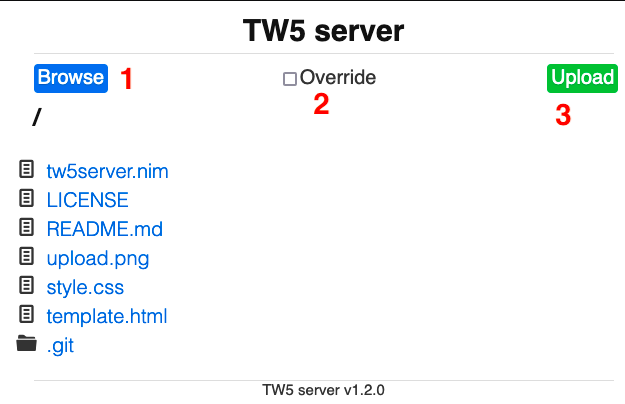 TW5 server
Browse 1 Override Upload
2 3
/
tw5server.nim
LICENSE
README.md
upload.png
style.css
template.html
.git
TW5 server v1.2.0